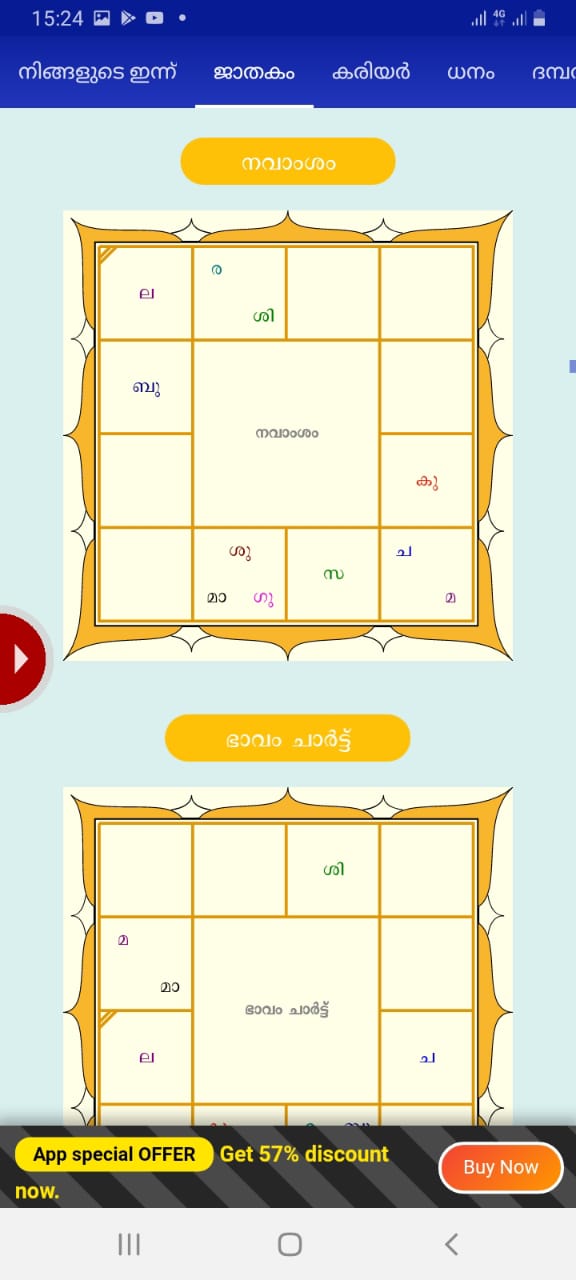 15:24 4G
നിങ്ങളുടെ ഇന്ന് ജാതകം കരിയർ ധനം ദമ്പ
നവാംശം
ല ര
ശി
ബു
നവാംശം
കു
ശു ച
സ
മാ ഗു മ
ഭാവം ചാർട്ട്
ശി
മ
മാ
ഭാവം ചാർട്ട്
ല ച
App special OFFER Get 57% discount
now.
Buy Now